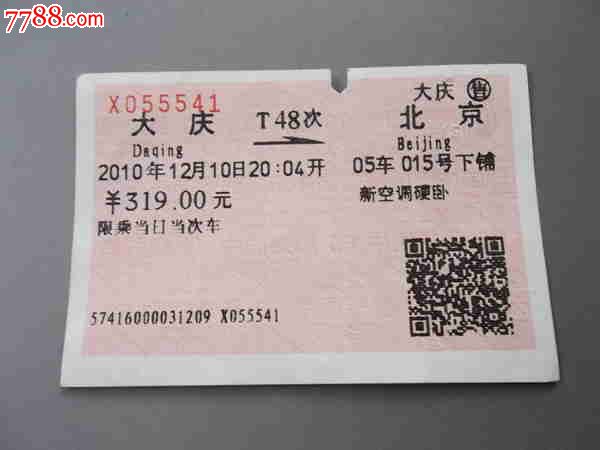 7788.com
X055541
大庆 售
大庆 T48次 北京
Daqing Beijing
2010年12月10日20:04开 05车 015号下铺
¥319.00元 新空调硬卧
限乘当日当次车
57416000031209 X055541